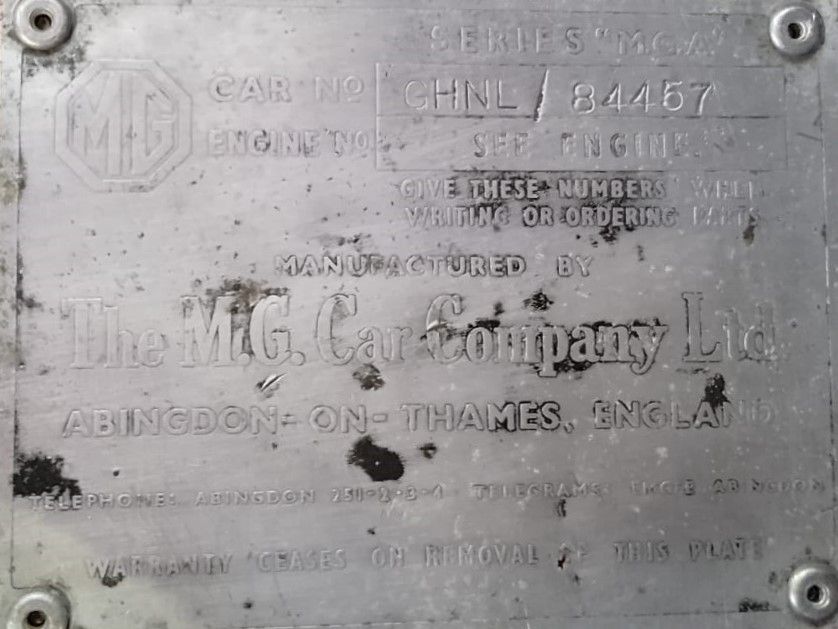 SERIES "M.G.A"
MG
CAR No GHNL/84457
ENGINE No SEE ENGINE.
GIVE THESE NUMBERS WHEN
WRITING OR ORDERING PARTS
MANUFACTURED BY
The M.G. Car Company Ltd.
ABINGDON-ON-THAMES, ENGLAND
TELEPHONE: ABINGDON 251-2-3-4 TELEGRAMS: ABINGDON
WARRANTY CEASES ON REMOVAL OF THIS PLATE